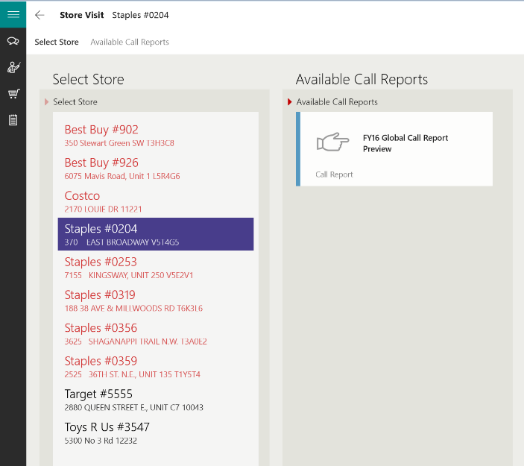 Store Visit Staples #0204
Select Store Available Call Reports
Select Store
Select Store
Best Buy #902
350 Stewart Green SW T3H3C8
Best Buy #926
6075 Mavis Road, Unit 1 L5R4G6
Costco
2170 LOUIE DR 11221
Staples #0204
370 EAST BROADWAY V5T4G5
Staples #0253
7155 KINGSWAY, UNIT 250 V5E2V1
Staples #0319
188 38 AVE & MILLWOODS RD T6K3L6
Staples #0356
3625 SHAGANAPPI TRAIL N.W. T3A0E2
Staples #0359
2525 36TH ST. N.E., UNIT 135 T1Y5T4
Target #5555
2880 QUEEN STREET E., UNIT C7 10043
Toys R Us #3547
5300 No 3 Rd 12232
Available Call Reports
Available Call Reports
FY16 Global Call Report
Preview
Call Report